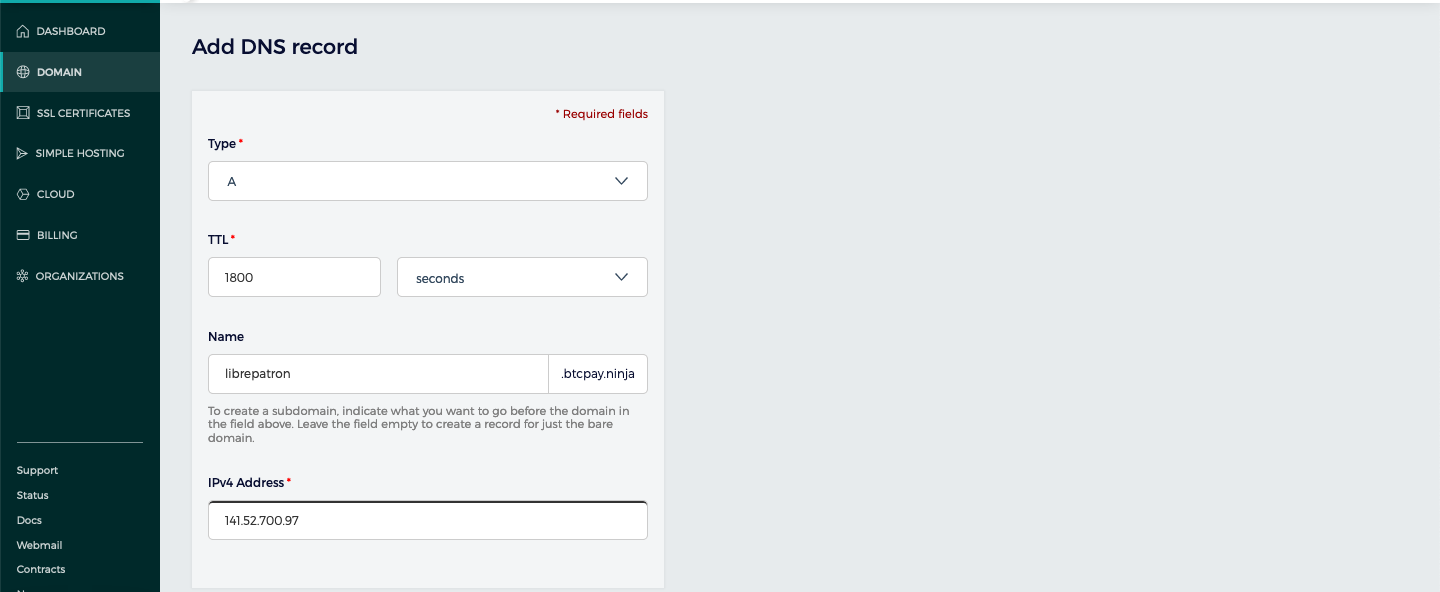 DASHBOARD
DOMAIN
SSL CERTIFICATES
SIMPLE HOSTING
CLOUD
BILLING
ORGANIZATIONS
Support
Status
Docs
Webmail
Contracts
Add DNS record
* Required fields
Type *
A
TTL *
1800 seconds
Name
librepatron .btcpay.ninja
To create a subdomain, indicate what you want to go before the domain in
the field above. Leave the field empty to create a record for just the bare
domain.
IPv4 Address *
141.52.700.97